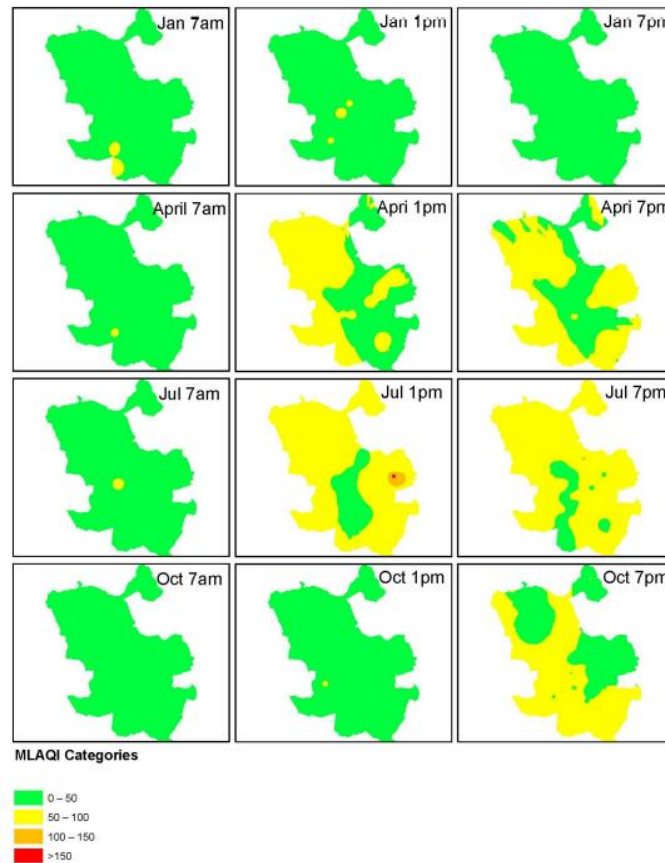 Jan 7am
Jan 1pm
Jan 7pm
April 7am
Apri 1pm
Apri 7pm
Jul 7am
Jul 1pm
Jul 7pm
Oct 7am
Oct 1pm
Oct 7pm
MLAQI Categories
0 – 50
50 – 100
100 – 150
>150